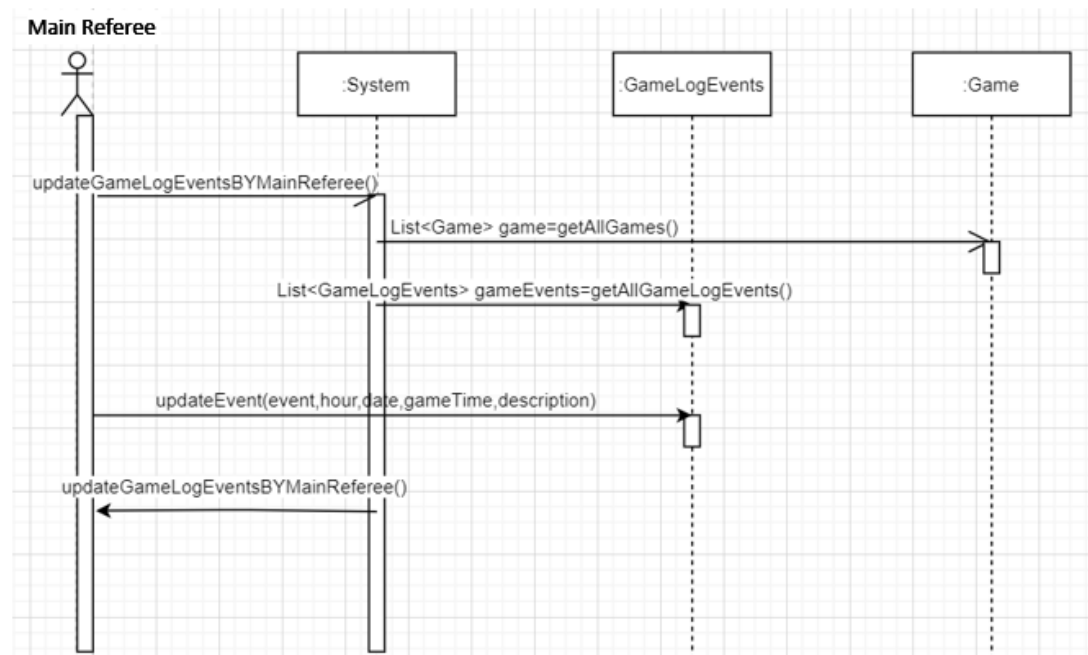 Main Referee
:System
:GameLogEvents
:Game
updateGameLogEventsBYMainReferee()
List<Game> game=getAllGames()
List<GameLogEvents> gameEvents=getAllGameLogEvents()
updateEvent(event,hour,date,gameTime,description)
updateGameLogEventsBYMainReferee()